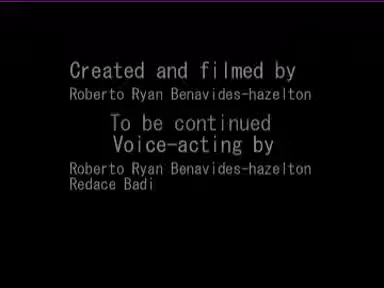 Created and filmed by
Roberto Ryan Benavides-hazelton
To be continued
Voice-acting by
Roberto Ryan Benavides-hazelton
Redace Badi